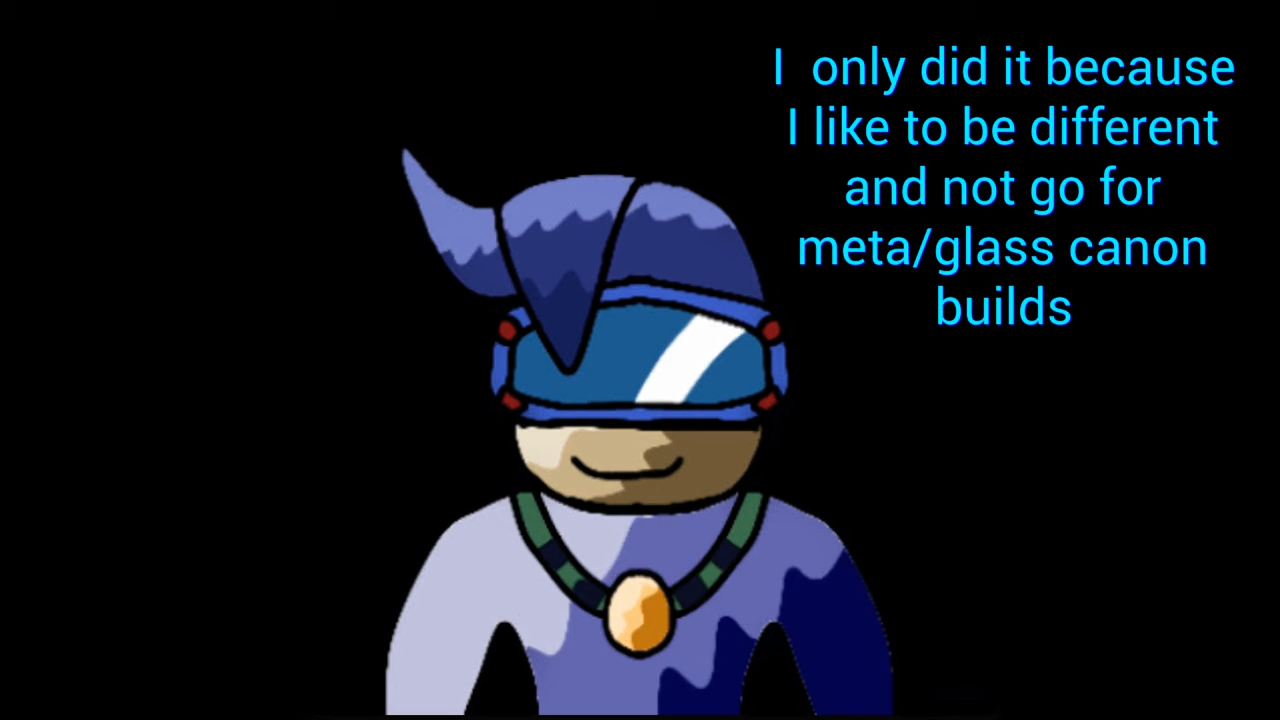 I only did it because
I like to be different
and not go for
meta/glass canon
builds